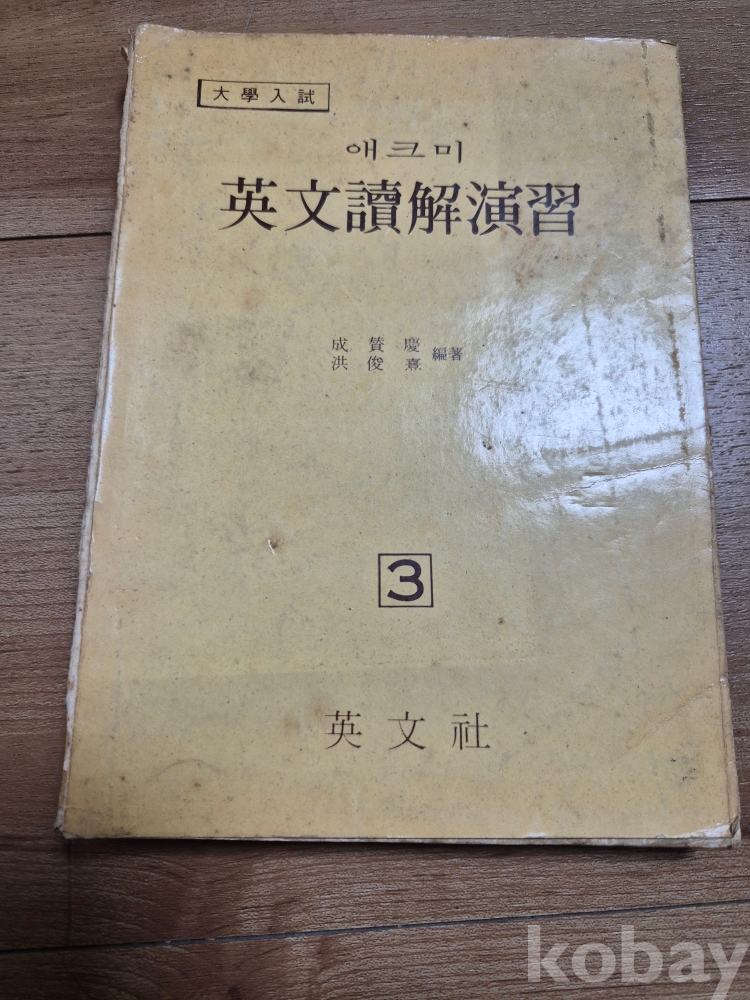 大學入試
애크미
英文讀解演習
成贊慶
洪俊熹 編著
3
英文社
kobay